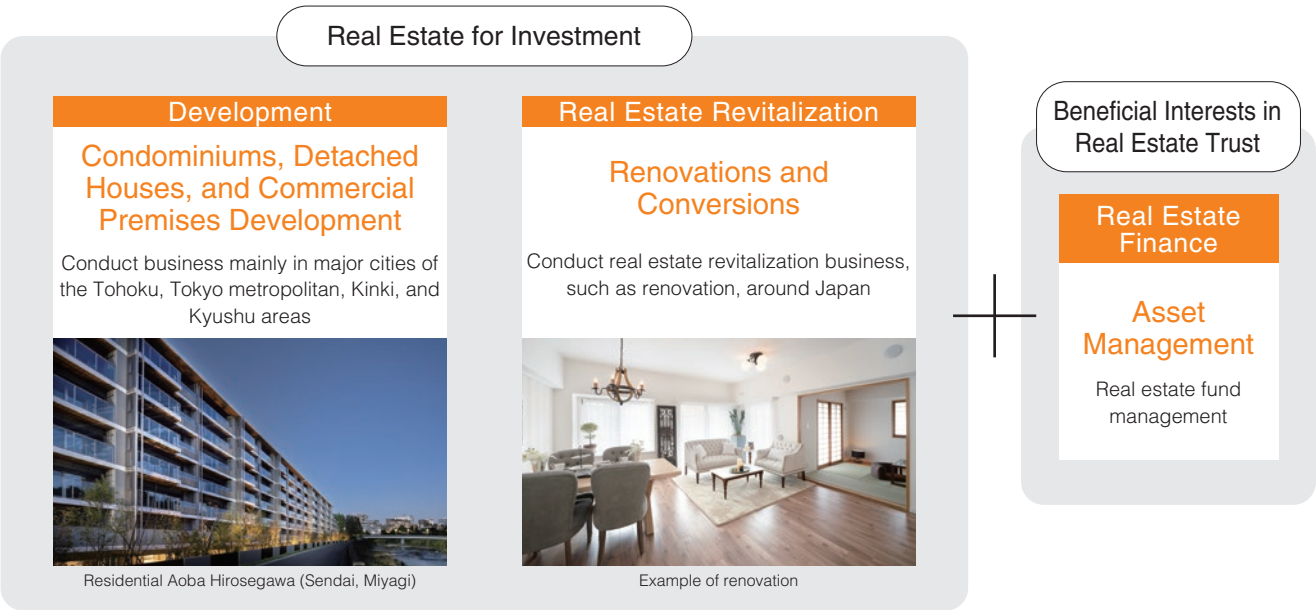 Real Estate for Investment
Development
Condominiums, Detached
Houses, and Commercial
Premises Development
Conduct business mainly in major cities of
the Tohoku, Tokyo metropolitan, Kinki, and
Kyushu areas
Residential Aoba Hirosegawa (Sendai, Miyagi)
Real Estate Revitalization
Renovations and
Conversions
Conduct real estate revitalization business,
such as renovation, around Japan
Example of renovation
Beneficial Interests in
Real Estate Trust
Real Estate
Finance
Asset
Management
Real estate fund
management